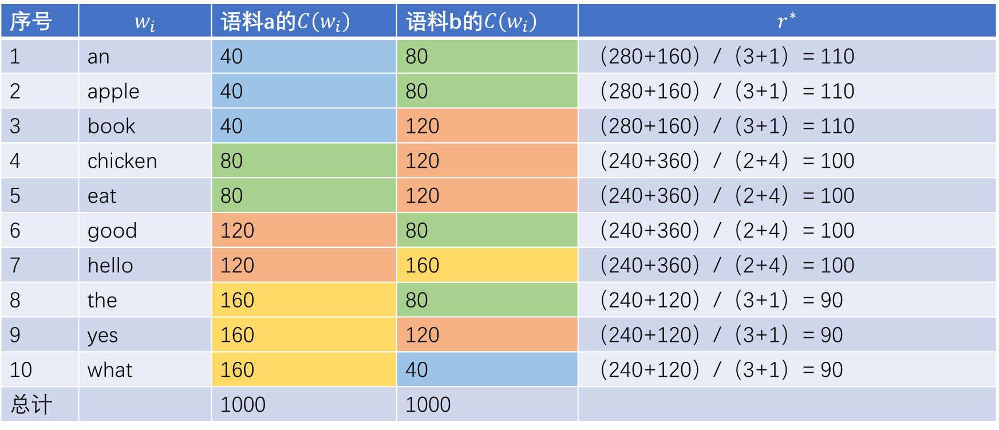 序号 wᵢ 语料a的C(wᵢ) 语料b的C(wᵢ) r*
1 an 40 80 （280+160）/（3+1）= 110
2 apple 40 80 （280+160）/（3+1）= 110
3 book 40 120 （280+160）/（3+1）= 110
4 chicken 80 120 （240+360）/（2+4）= 100
5 eat 80 120 （240+360）/（2+4）= 100
6 good 120 80 （240+360）/（2+4）= 100
7 hello 120 160 （240+360）/（2+4）= 100
8 the 160 80 （240+120）/（3+1）= 90
9 yes 160 120 （240+120）/（3+1）= 90
10 what 160 40 （240+120）/（3+1）= 90
总计 1000 1000